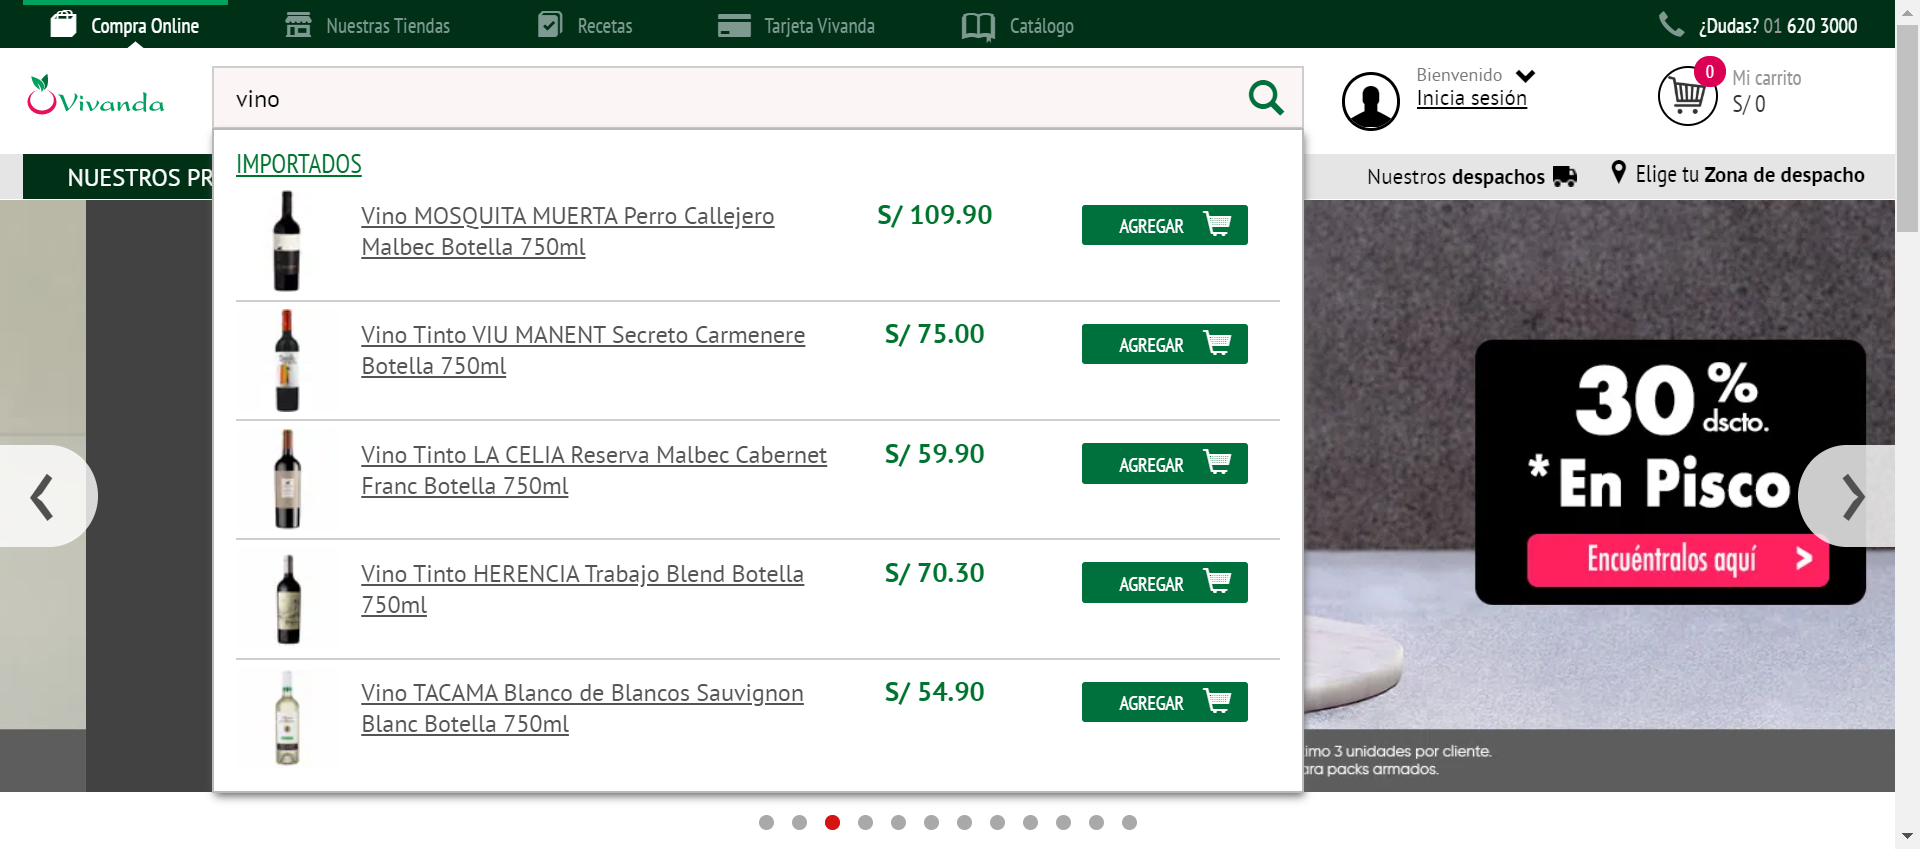 Compra Online
Nuestras Tiendas
Recetas
Tarjeta Vivanda
Catálogo
¿Dudas? 01 620 3000
Vivanda
vino
Bienvenido
Inicia sesión
0
Mi carrito
S/ 0
NUESTROS PR
Nuestros despachos
Elige tu Zona de despacho
IMPORTADOS
Vino MOSQUITA MUERTA Perro Callejero
Malbec Botella 750ml
S/ 109.90
AGREGAR
Vino Tinto VIU MANENT Secreto Carmenere
Botella 750ml
S/ 75.00
AGREGAR
Vino Tinto LA CELIA Reserva Malbec Cabernet
Franc Botella 750ml
S/ 59.90
AGREGAR
Vino Tinto HERENCIA Trabajo Blend Botella
750ml
S/ 70.30
AGREGAR
Vino TACAMA Blanco de Blancos Sauvignon
Blanc Botella 750ml
S/ 54.90
AGREGAR
30%
dscto.
*En Pisco
Encuéntralos aquí
imo 3 unidades por cliente.
ara packs armados.